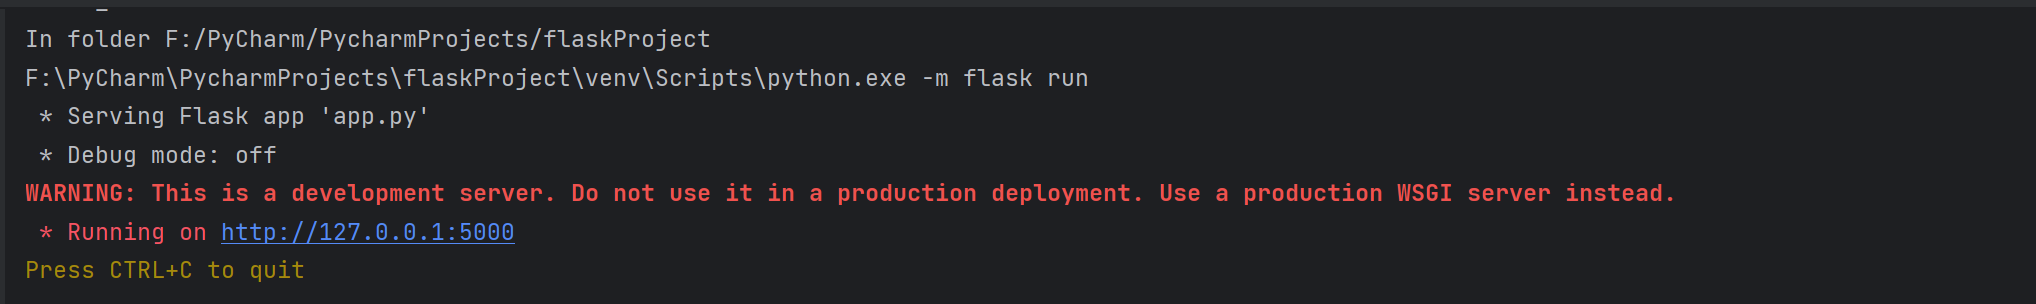 In folder F:/PyCharm/PycharmProjects/flaskProject
F:\PyCharm\PycharmProjects\flaskProject\venv\Scripts\python.exe -m flask run
 * Serving Flask app 'app.py'
 * Debug mode: off
WARNING: This is a development server. Do not use it in a production deployment. Use a production WSGI server instead.
 * Running on http://127.0.0.1:5000
Press CTRL+C to quit